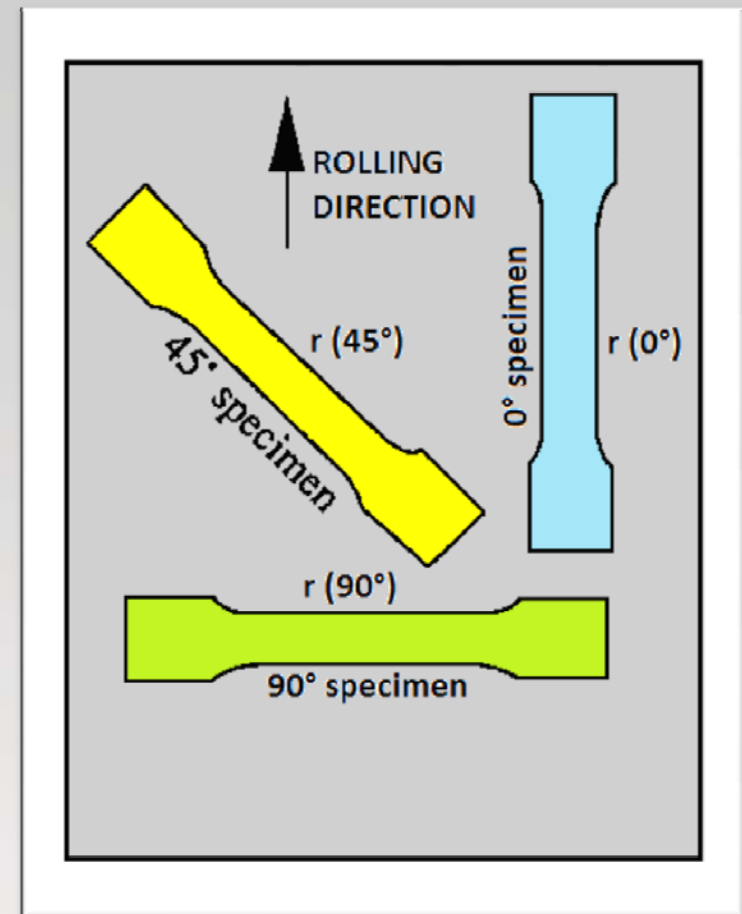 ROLLING
DIRECTION
r (45°)
45° specimen
0° specimen
r (0°)
r (90°)
90° specimen